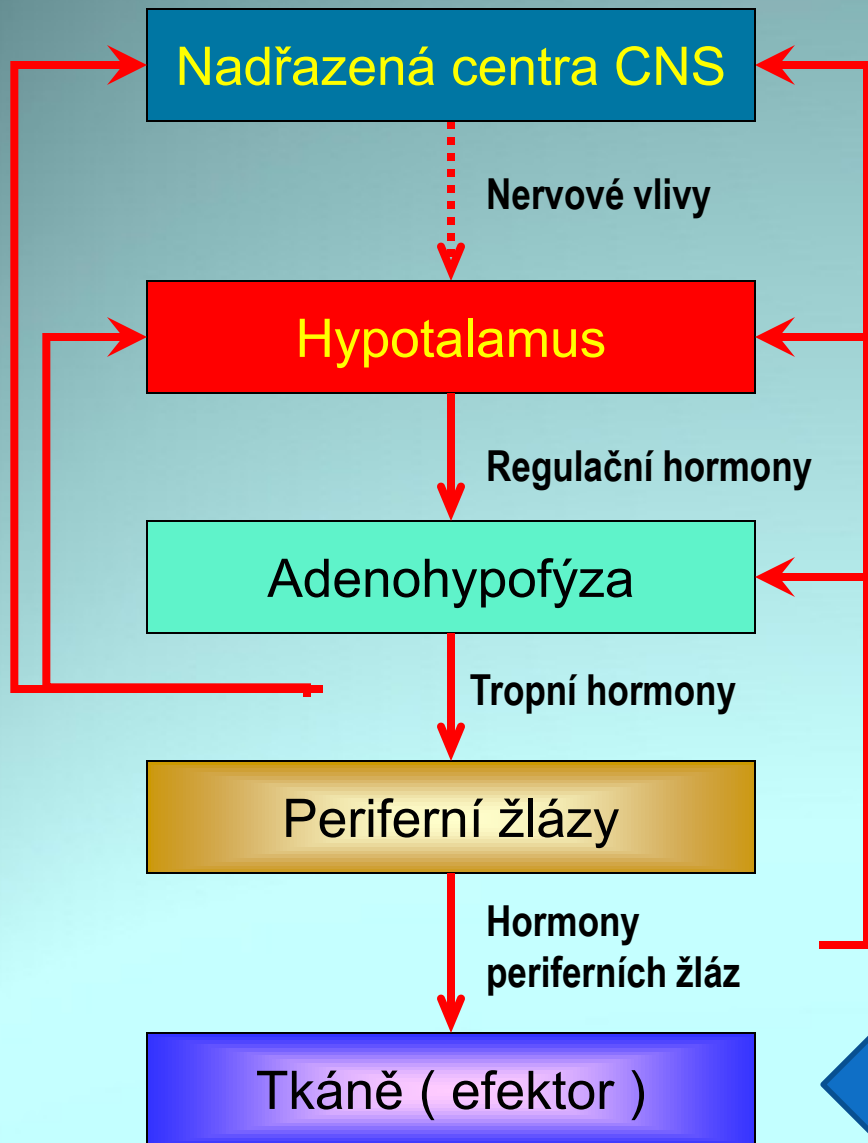 Nadřazená centra CNS
Nervové vlivy
Hypotalamus
Regulační hormony
Adenohypofýza
Tropní hormony
Periferní žlázy
Hormony
periferních žláz
Tkáně ( efektor )